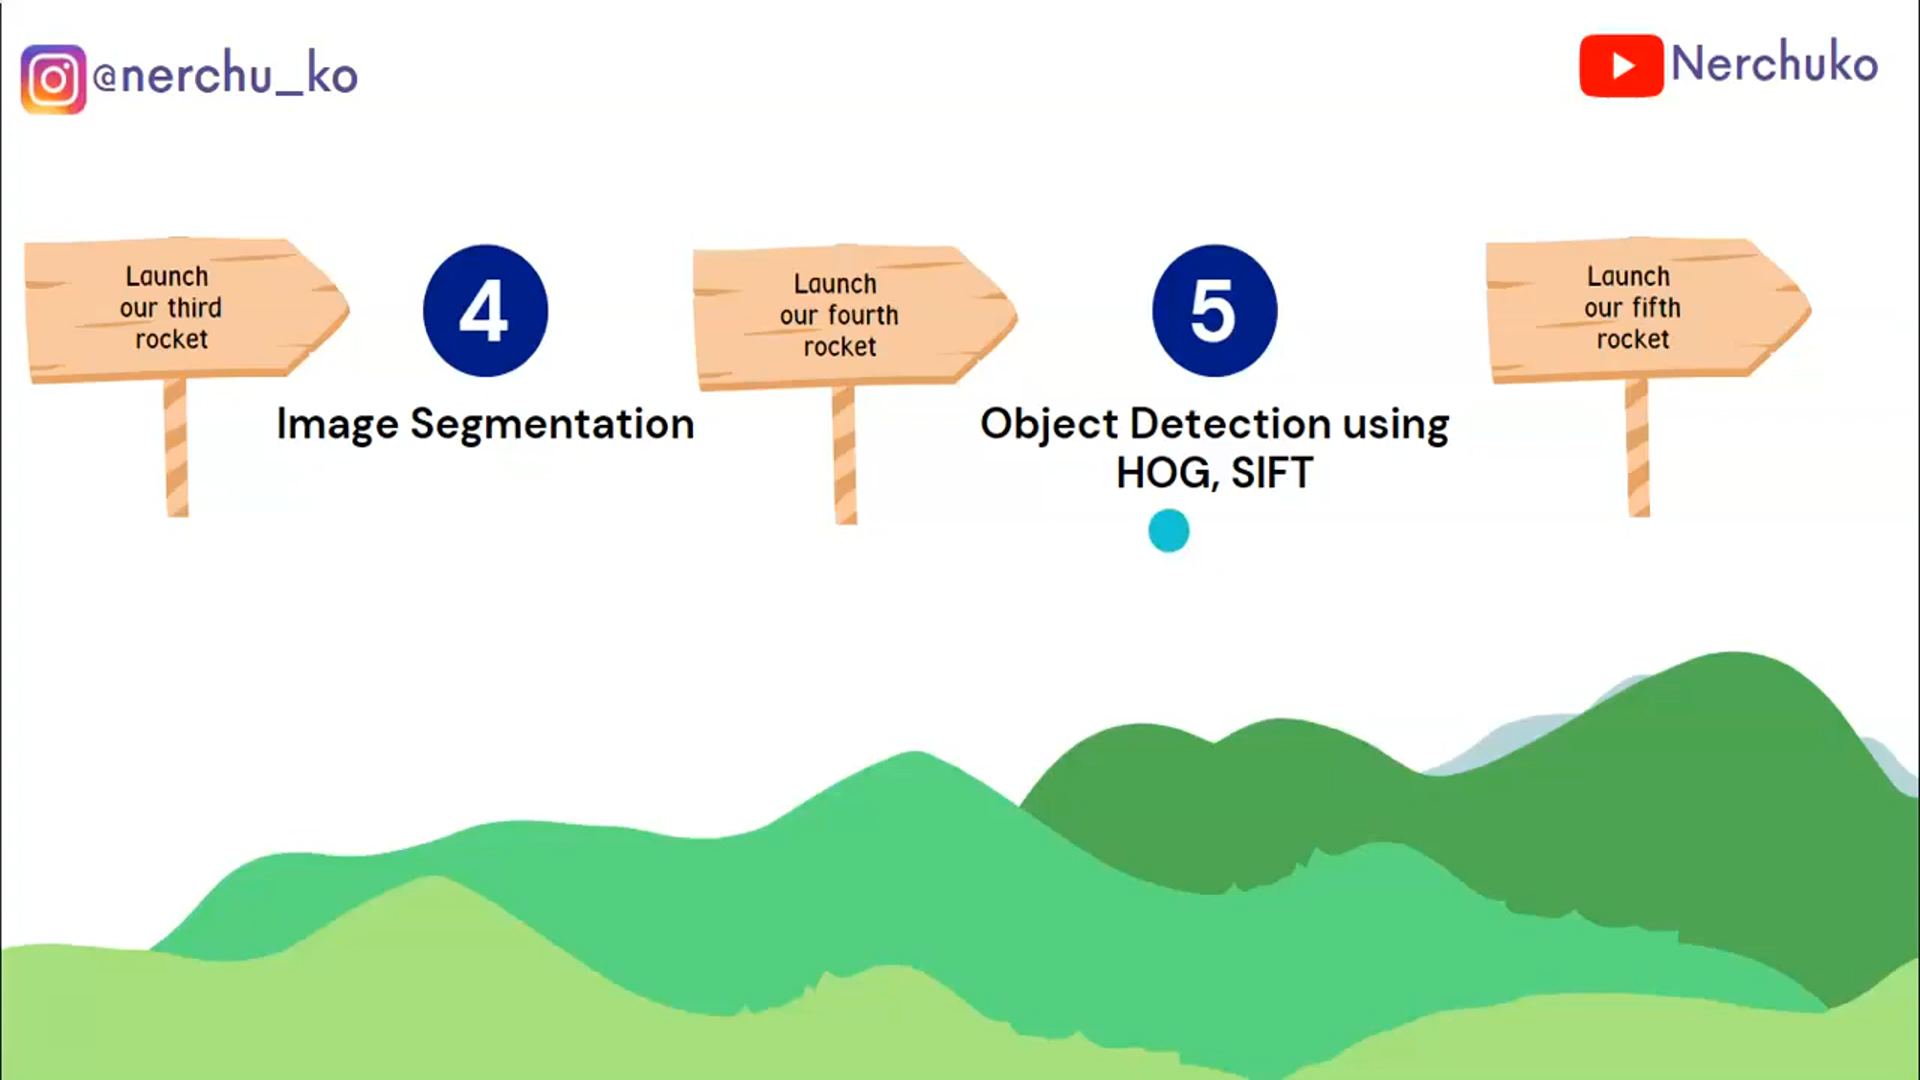 @nerchu_ko
Nerchuko
Launch
our third
rocket
4
Image Segmentation
Launch
our fourth
rocket
5
Object Detection using
HOG, SIFT
Launch
our fifth
rocket